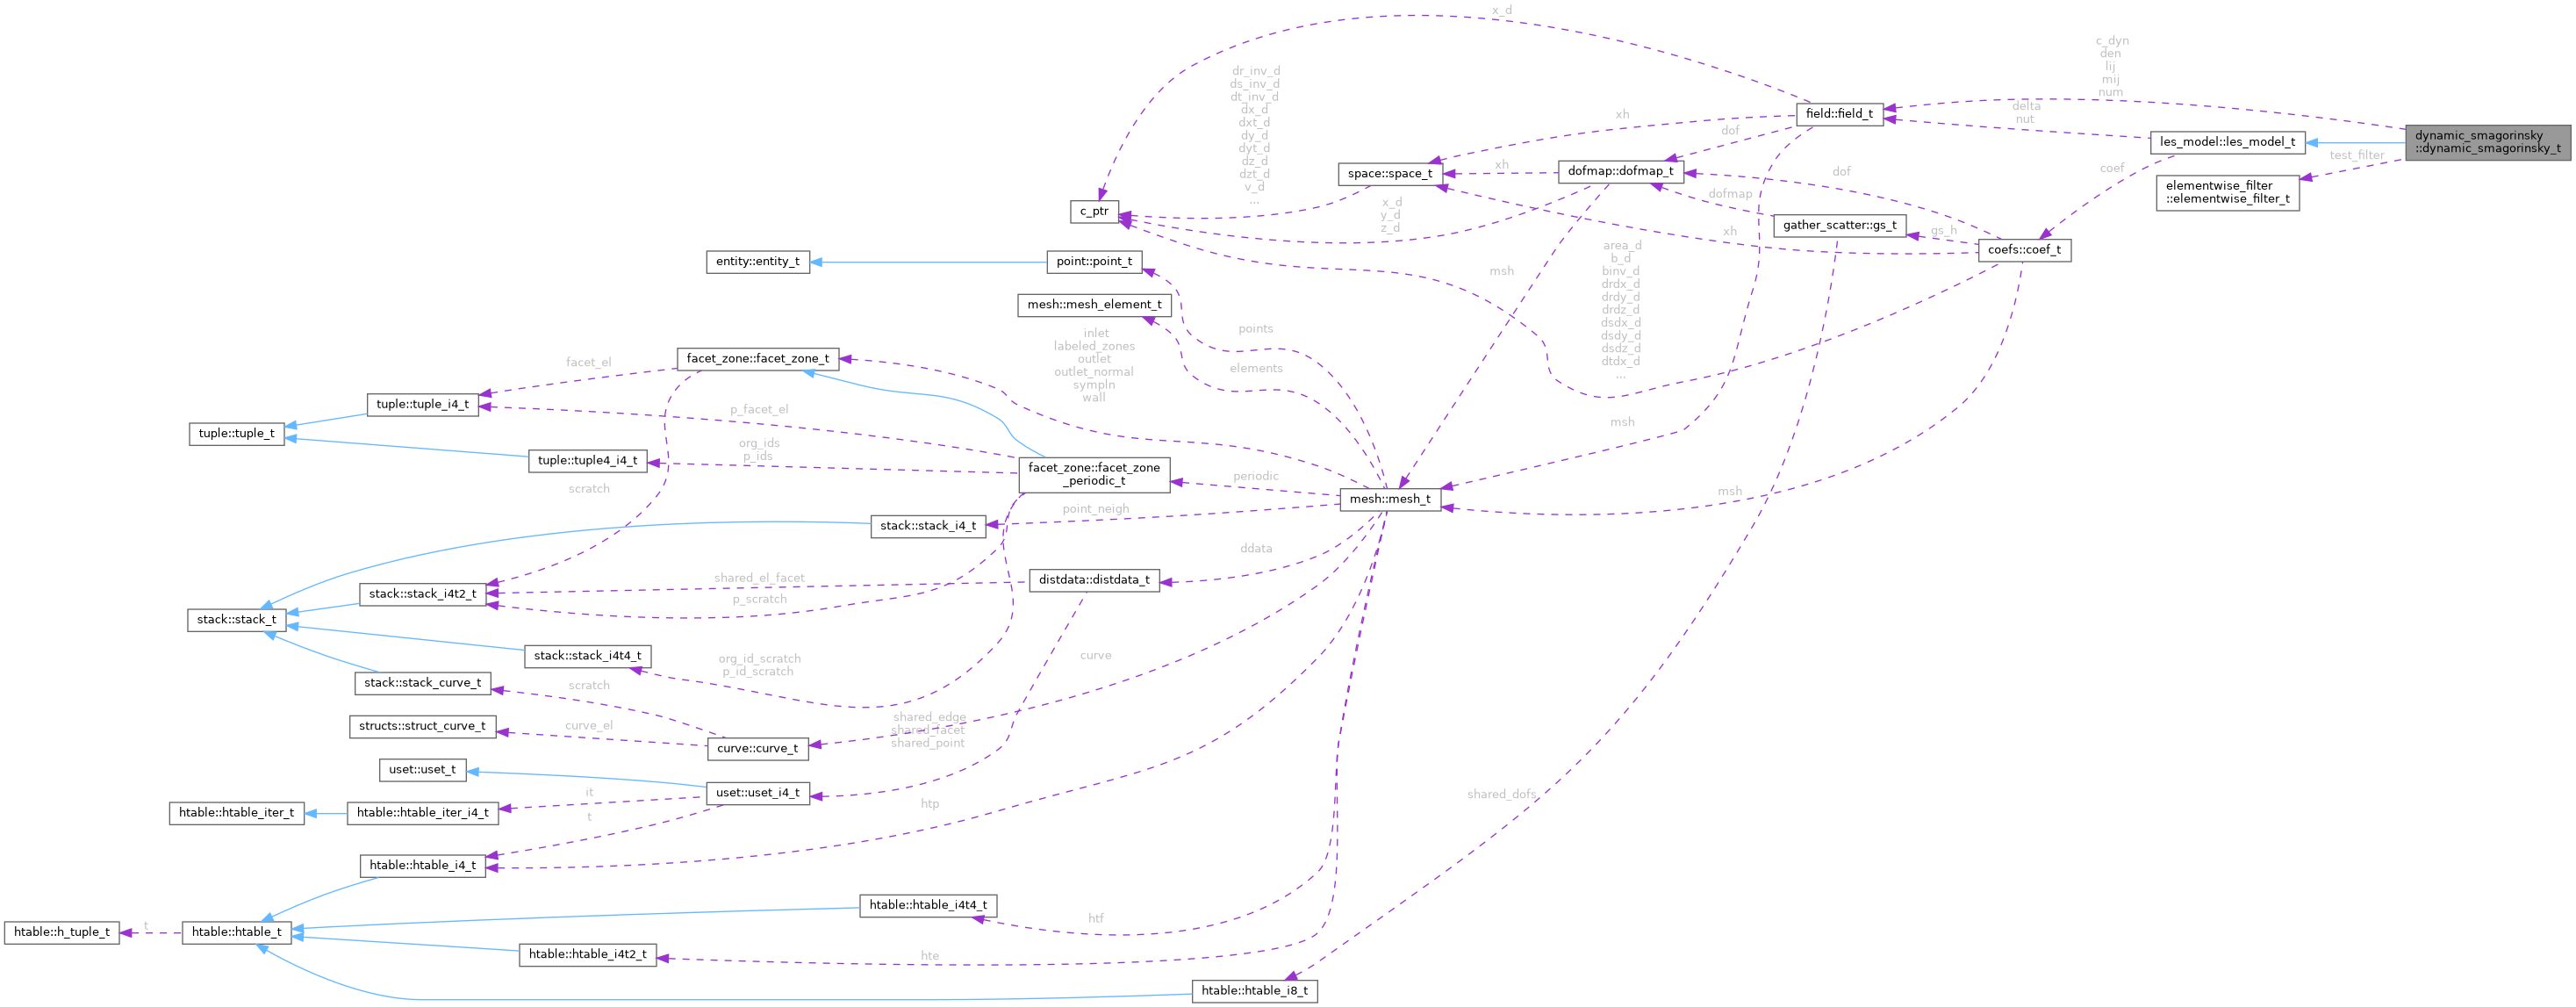 x_d
c_dyn
den
lij
mij
num
dr_inv_d
ds_inv_d
dt_inv_d
dx_d
dxt_d
dy_d
dyt_d
dz_d
dzt_d
v_d
...
delta
nut
field::field_t
xh
dof
dynamic_smagorinsky
::dynamic_smagorinsky_t
les_model::les_model_t
test_filter
xh
space::space_t
dofmap::dofmap_t
dof
coef
elementwise_filter
::elementwise_filter_t
dofmap
c_ptr
x_d
y_d
z_d
gather_scatter::gs_t
xh
gs_h
coefs::coef_t
entity::entity_t
point::point_t
msh
area_d
b_d
binv_d
drdx_d
drdy_d
drdz_d
dsdx_d
dsdy_d
dsdz_d
dtdx_d
...
mesh::mesh_element_t
points
elements
inlet
labeled_zones
outlet
outlet_normal
sympln
wall
facet_zone::facet_zone_t
facet_el
tuple::tuple_i4_t
p_facet_el
tuple::tuple_t
org_ids
p_ids
tuple::tuple4_i4_t
msh
facet_zone::facet_zone
_periodic_t
periodic
mesh::mesh_t
msh
scratch
point_neigh
stack::stack_i4_t
ddata
shared_el_facet
distdata::distdata_t
stack::stack_i4t2_t
p_scratch
stack::stack_t
stack::stack_i4t4_t
org_id_scratch
p_id_scratch
curve
stack::stack_curve_t
scratch
structs::struct_curve_t
curve_el
curve::curve_t
shared_edge
shared_facet
shared_point
uset::uset_t
uset::uset_i4_t
it
t
htable::htable_iter_t
htable::htable_iter_i4_t
htp
shared_dofs
htable::htable_i4_t
htable::htable_i4t4_t
htf
htable::h_tuple_t
t
htable::htable_t
htable::htable_i4t2_t
hte
htable::htable_i8_t